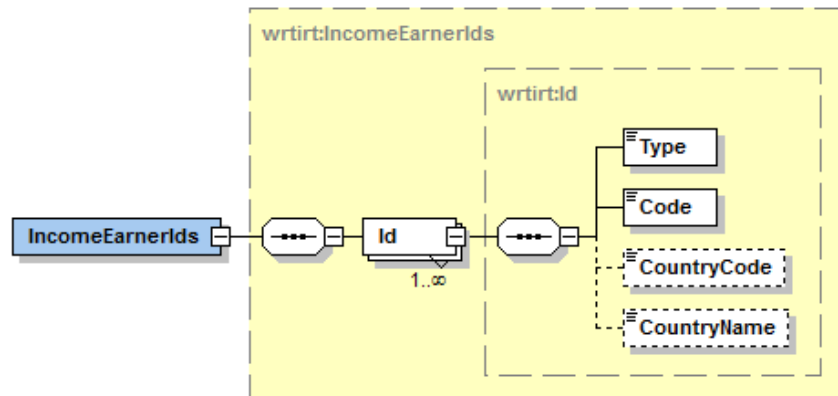 wrtirt:IncomeEarnerIds
wrtirt:Id
Type
Code
IncomeEarnerIds
Id
1..∞
CountryCode
CountryName